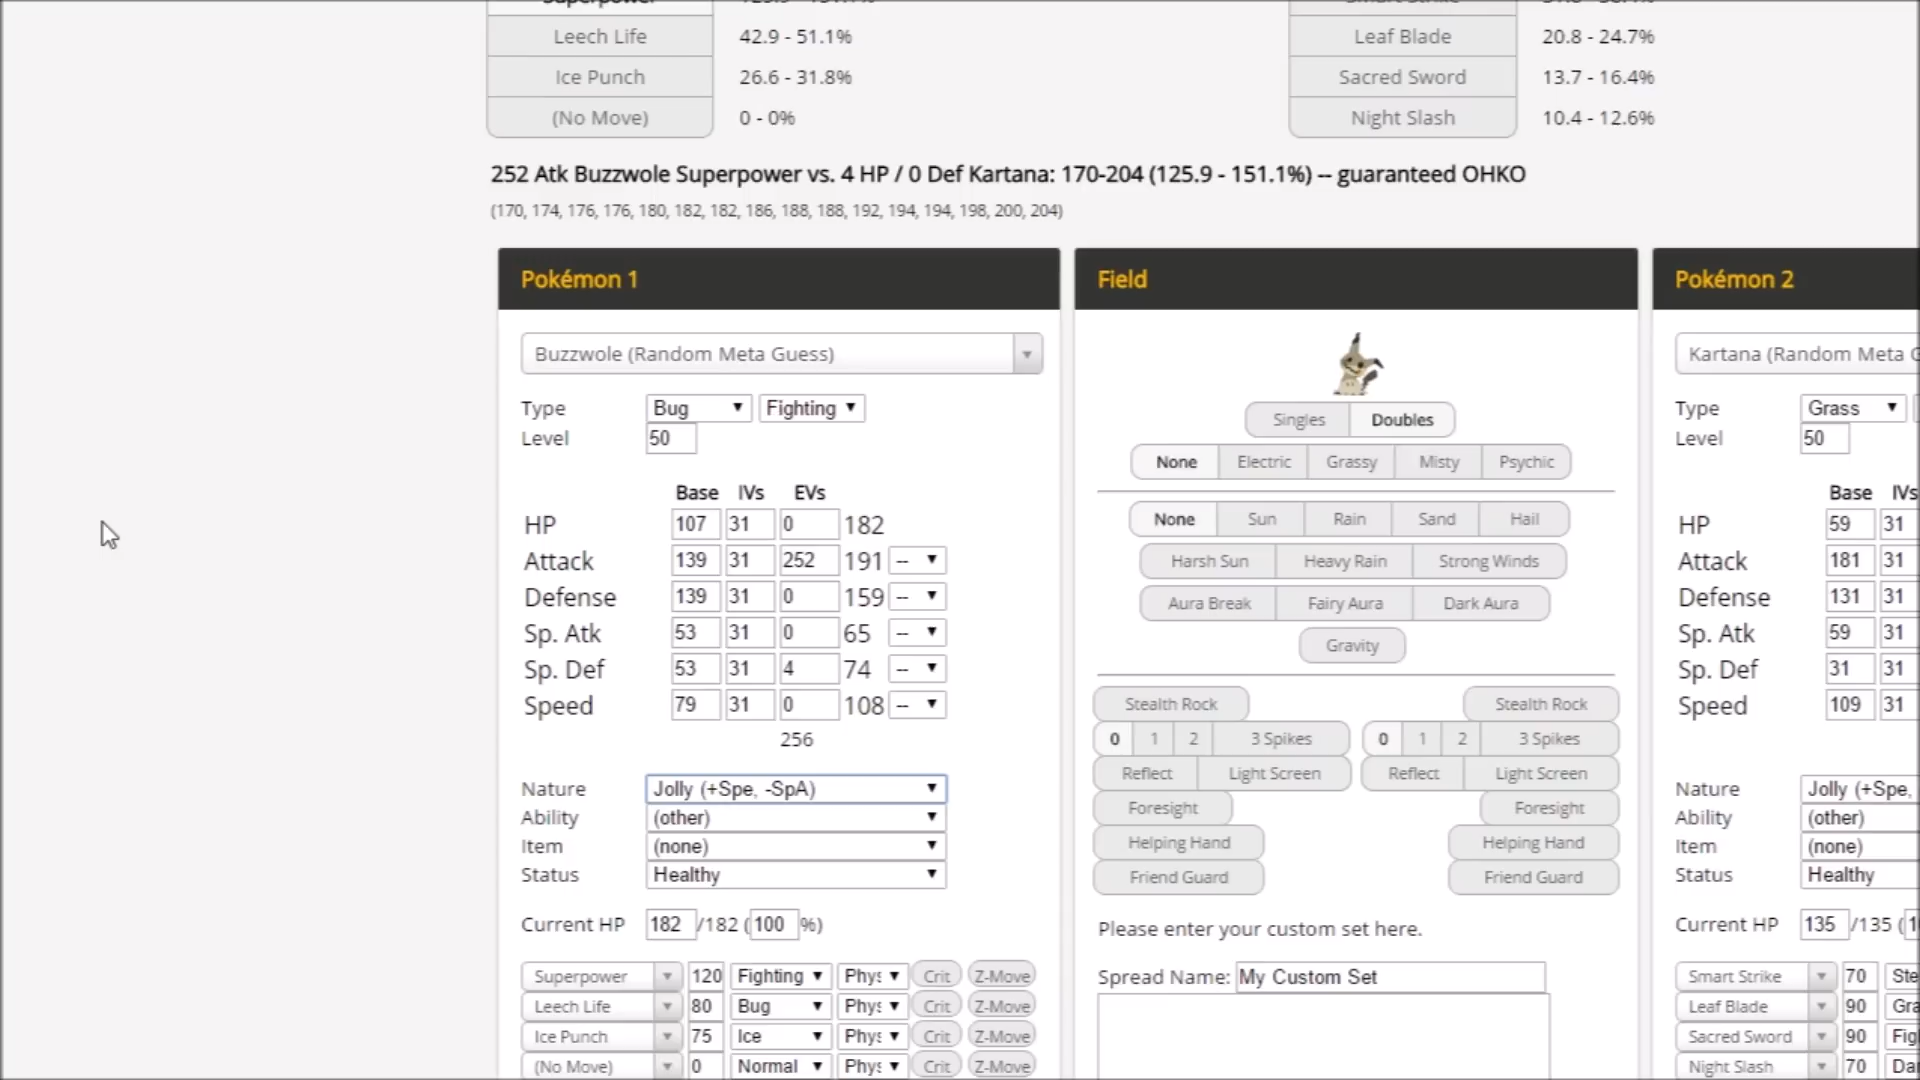 Superpower
Leech Life 42.9 - 51.1%
Ice Punch 26.6 - 31.8%
(No Move) 0 - 0%
Smart Strike
Leaf Blade 20.8 - 24.7%
Sacred Sword 13.7 - 16.4%
Night Slash 10.4 - 12.6%
252 Atk Buzzwole Superpower vs. 4 HP / 0 Def Kartana: 170-204 (125.9 - 151.1%) -- guaranteed OHKO
(170, 174, 176, 176, 180, 182, 182, 186, 188, 188, 192, 194, 194, 198, 200, 204)
Pokémon 1
Buzzwole (Random Meta Guess)
Type Bug Fighting
Level 50
Base IVs EVs
HP 107 31 0 182
Attack 139 31 252 191 --
Defense 139 31 0 159 --
Sp. Atk 53 31 0 65 --
Sp. Def 53 31 4 74 --
Speed 79 31 0 108 --
256
Nature Jolly (+Spe, -SpA)
Ability (other)
Item (none)
Status Healthy
Current HP 182 /182 ( 100 %)
Superpower 120 Fighting Phys Crit Z-Move
Leech Life 80 Bug Phys Crit Z-Move
Ice Punch 75 Ice Phys Crit Z-Move
(No Move) 0 Normal Phys Crit Z-Move
Field
Singles Doubles
None Electric Grassy Misty Psychic
None Sun Rain Sand Hail
Harsh Sun Heavy Rain Strong Winds
Aura Break Fairy Aura Dark Aura
Gravity
Stealth Rock Stealth Rock
0 1 2 3 Spikes 0 1 2 3 Spikes
Reflect Light Screen Reflect Light Screen
Foresight Foresight
Helping Hand Helping Hand
Friend Guard Friend Guard
Please enter your custom set here.
Spread Name: My Custom Set
Pokémon 2
Kartana (Random Meta G
Type Grass
Level 50
Base IVs
HP 59 31
Attack 181 31
Defense 131 31
Sp. Atk 59 31
Sp. Def 31 31
Speed 109 31
Nature Jolly (+Spe,
Ability (other)
Item (none)
Status Healthy
Current HP 135 /135 (1
Smart Strike 70 Ste
Leaf Blade 90 Gra
Sacred Sword 90 Fig
Night Slash 70 Da